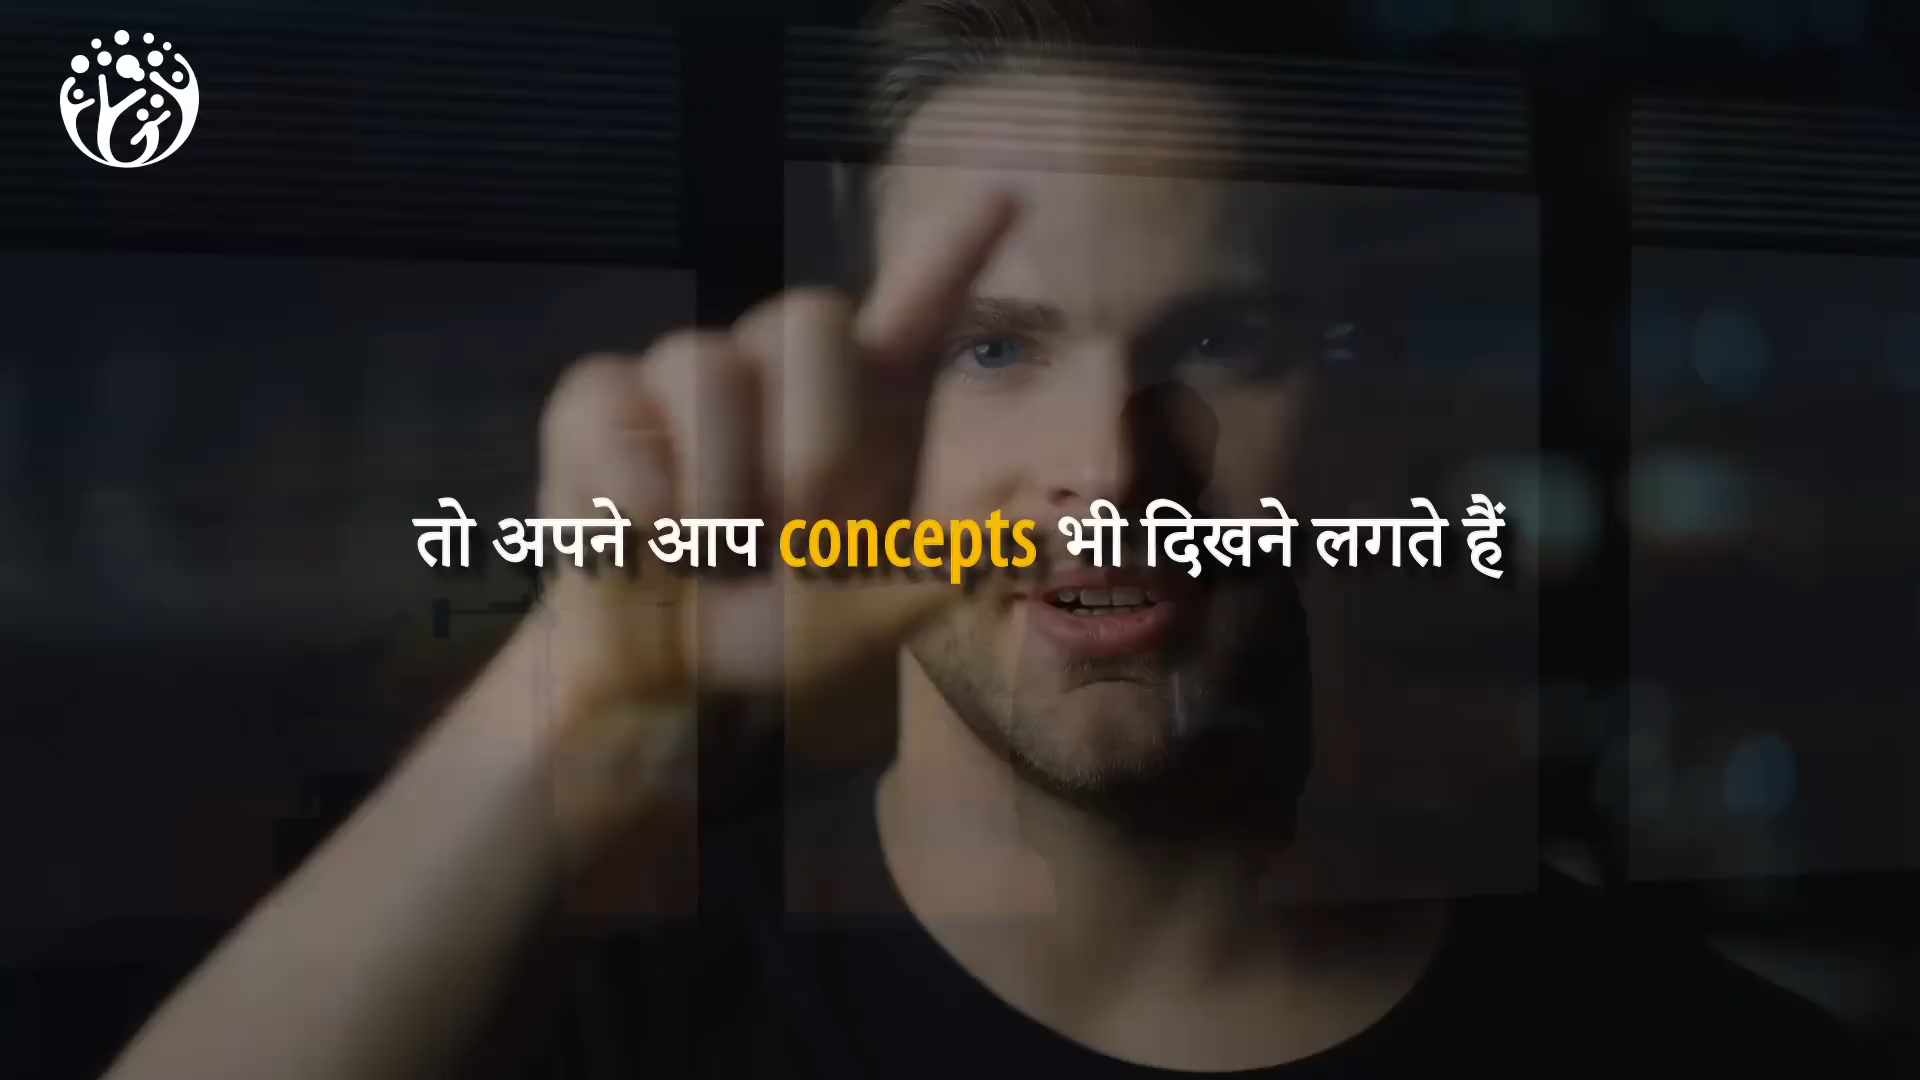 तो अपने आप concepts भी दिखने लगते हैं